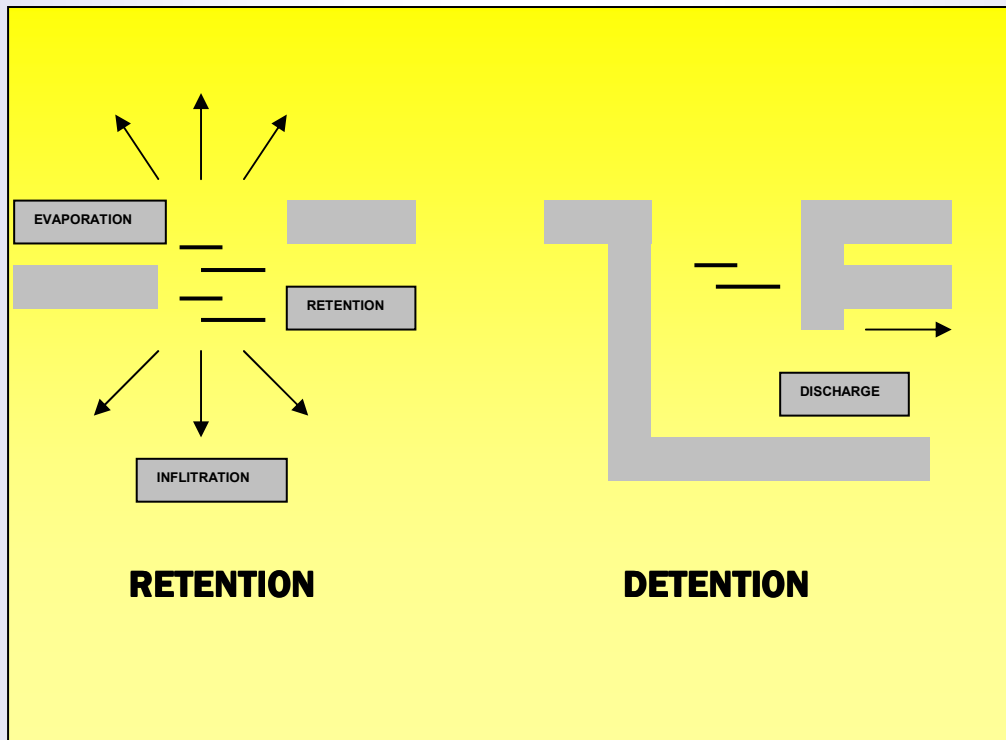 EVAPORATION
RETENTION
INFLITRATION
RETENTION
DISCHARGE
DETENTION